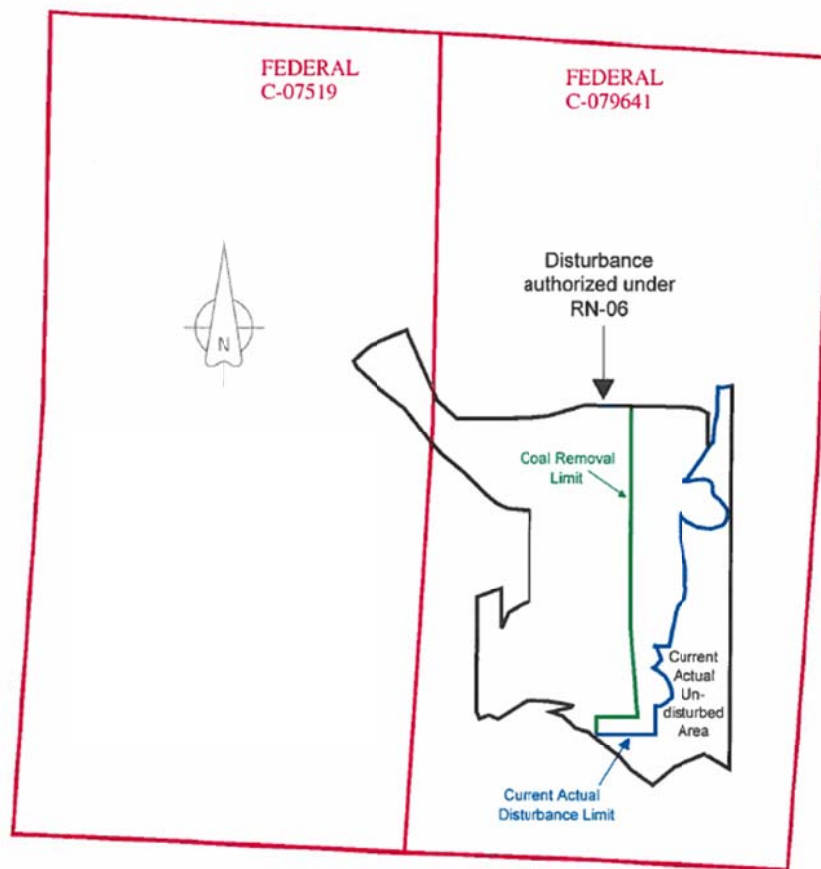 FEDERAL
C-07519
FEDERAL
C-079641
Disturbance
authorized under
RN-06
N
Coal Removal
Limit
Current
Actual
Un-
disturbed
Area
Current Actual
Disturbance Limit